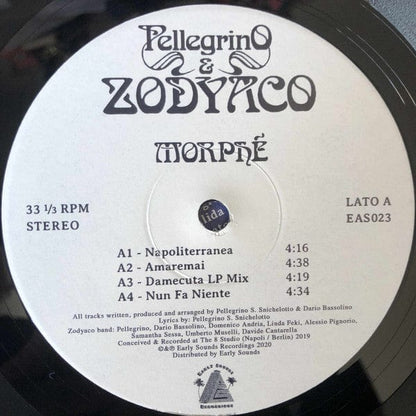 Pellegrino
&
ZODYACO
MORPHÉ
33 1/3 RPM
STEREO
LATO A
EAS023
A1 - Napoliterranea 4:16
A2 - Amaremai 4:38
A3 - Damecuta LP Mix 4:19
A4 - Nun Fa Niente 4:34
All tracks written, produced and arranged by Pellegrino S. Snichelotto & Dario Bassolino
Lyrics by: Pellegrino S. Snichelotto
Zodyaco band: Pellegrino, Dario Bassolino, Domenico Andria, Linda Feki, Alessio Pignorio,
Samantha Sessa, Umberto Muselli, Davide Cantarella
Conceived & Recorded at The 8 Studio (Napoli / Berlin) 2019
©&℗ Early Sounds Recordings 2020
Distributed by Early Sounds
EARLY SOUNDS
RECORDINGS